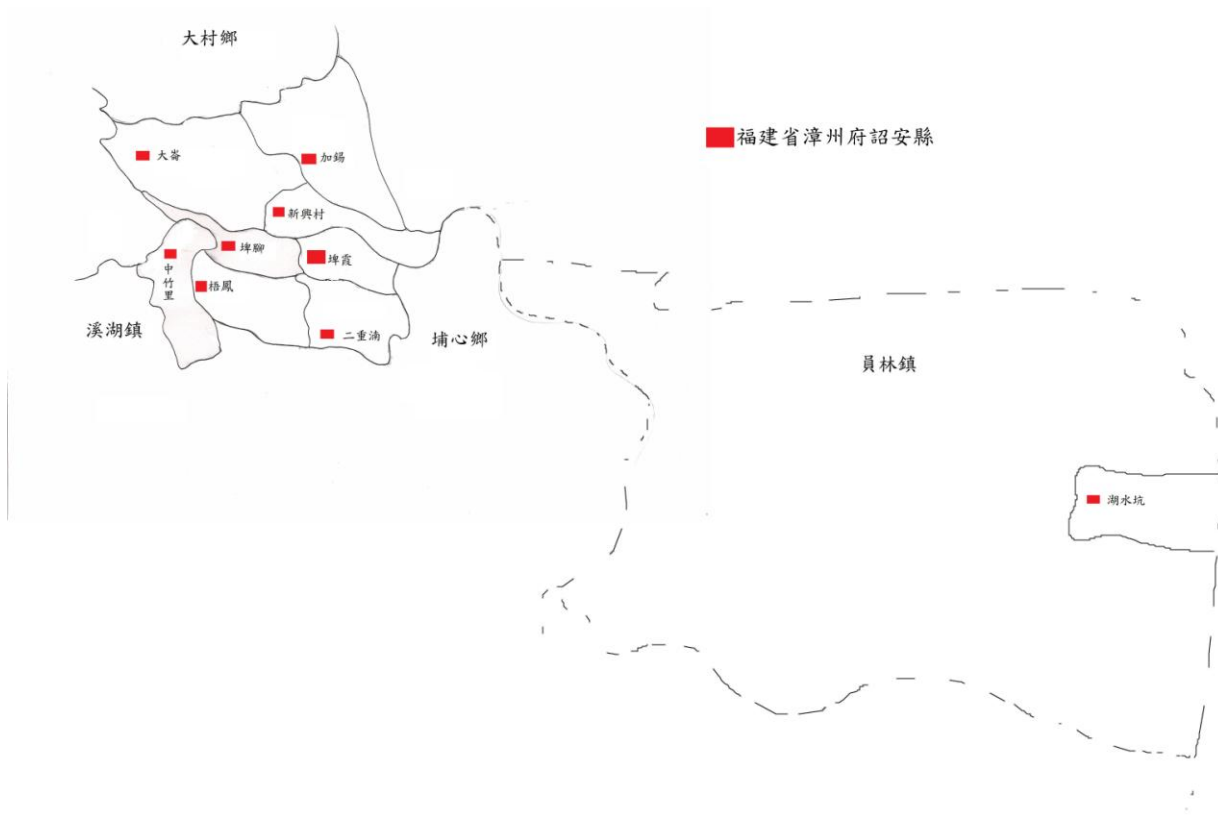 大村鄉
福建省漳州府詔安縣
大崙
加錫
新興村
埤腳
埤霞
中竹里
梧鳳
溪湖鎮
二重湳
埔心鄉
員林鎮
湖水坑